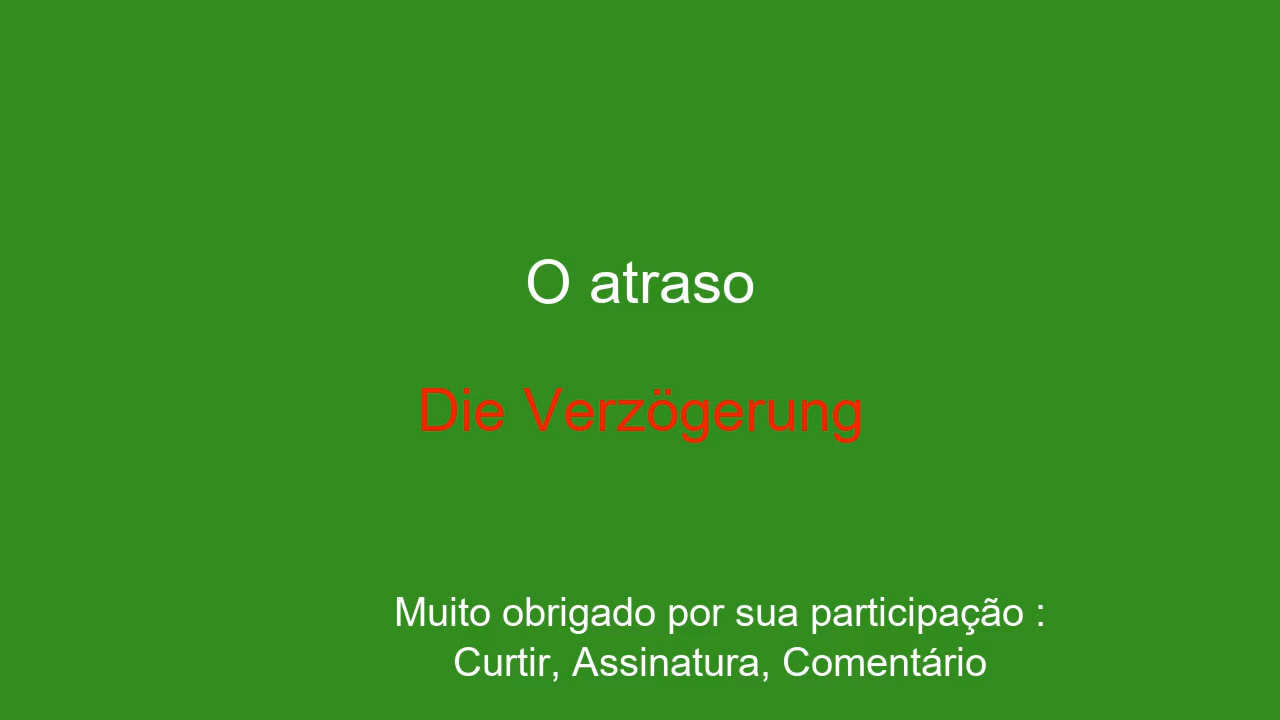 O atraso
Die Verzögerung
Muito obrigado por sua participação :
Curtir, Assinatura, Comentário